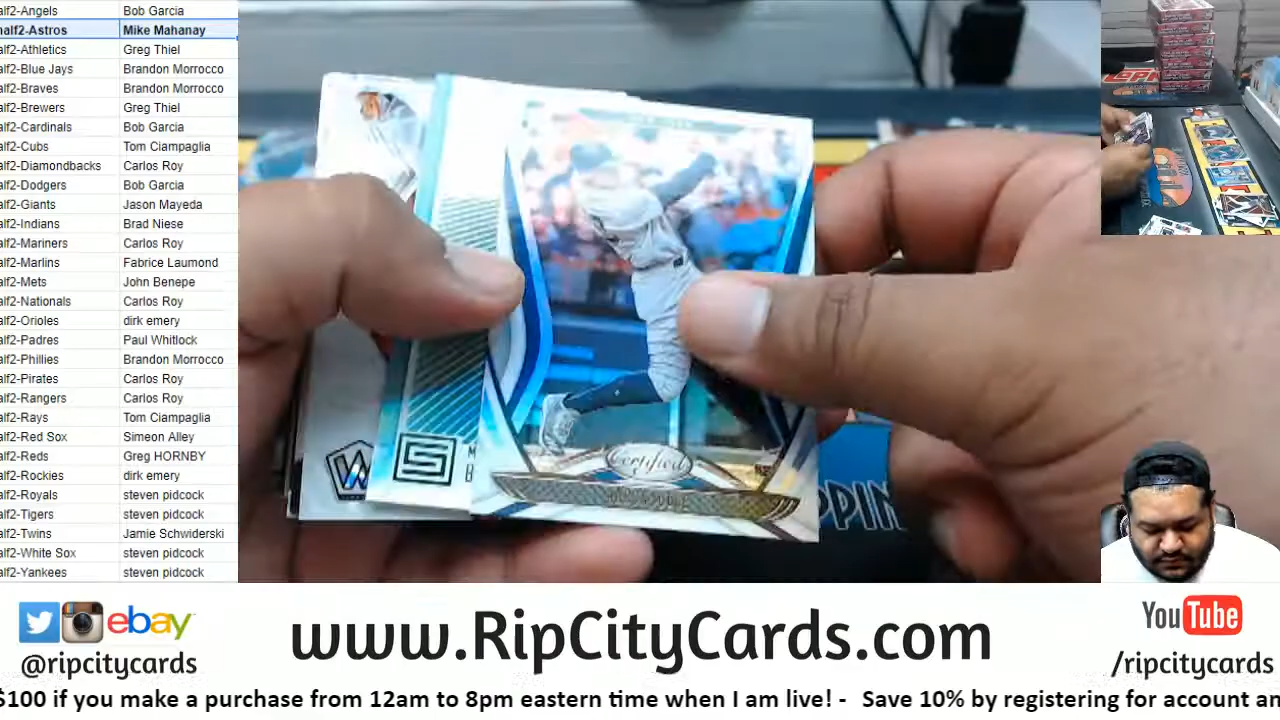 alf2-Angels Bob Garcia
half2-Astros Mike Mahanay
alf2-Athletics Greg Thiel
alf2-Blue Jays Brandon Morrocco
alf2-Braves Brandon Morrocco
alf2-Brewers Greg Thiel
alf2-Cardinals Bob Garcia
alf2-Cubs Tom Ciampaglia
alf2-Diamondbacks Carlos Roy
alf2-Dodgers Bob Garcia
alf2-Giants Jason Mayeda
alf2-Indians Brad Niese
alf2-Mariners Carlos Roy
alf2-Marlins Fabrice Laumond
alf2-Mets John Benepe
alf2-Nationals Carlos Roy
alf2-Orioles dirk emery
alf2-Padres Paul Whitlock
alf2-Phillies Brandon Morrocco
alf2-Pirates Carlos Roy
alf2-Rangers Carlos Roy
alf2-Rays Tom Ciampaglia
alf2-Red Sox Simeon Alley
alf2-Reds Greg HORNBY
alf2-Rockies dirk emery
alf2-Royals steven pidcock
alf2-Tigers steven pidcock
alf2-Twins Jamie Schwiderski
alf2-White Sox steven pidcock
alf2-Yankees steven pidcock
Certified
PPIN
ebay
@ripcitycards
www.RipCityCards.com
YouTube
/ripcitycards
$100 if you make a purchase from 12am to 8pm eastern time when I am live! - Save 10% by registering for account an